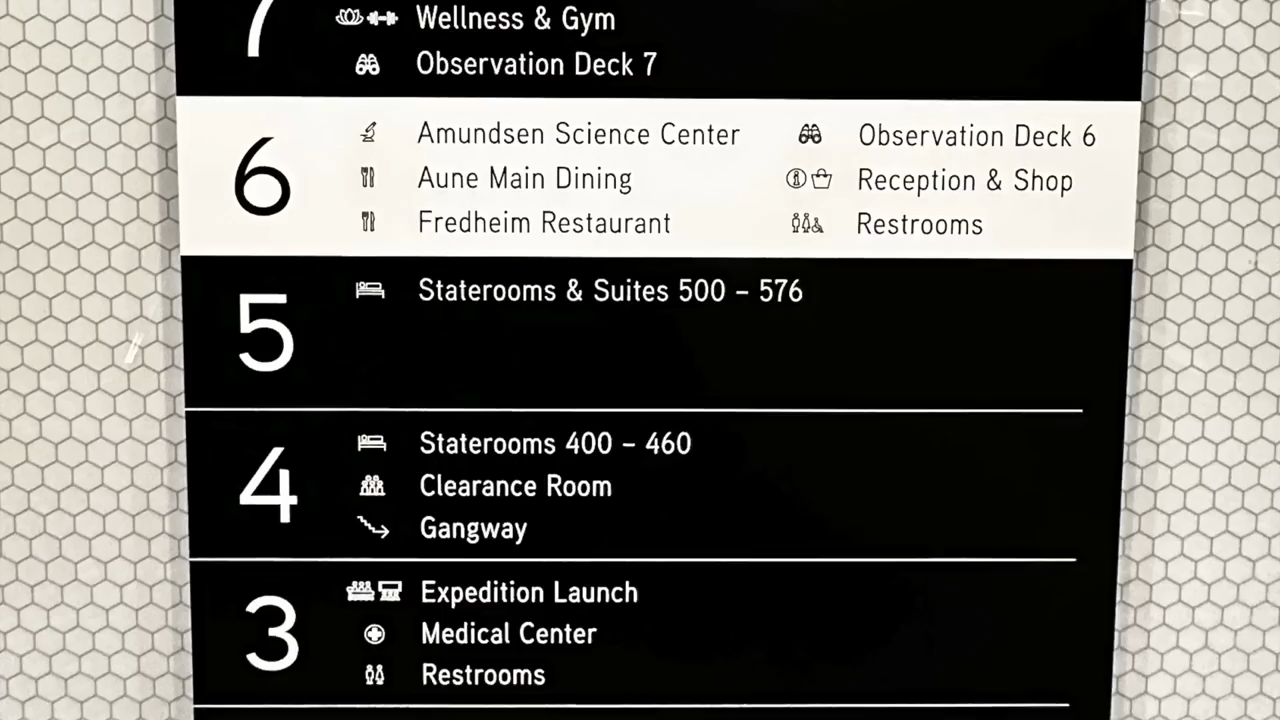 7
Wellness & Gym
Observation Deck 7
6
Amundsen Science Center
Aune Main Dining
Fredheim Restaurant
Observation Deck 6
Reception & Shop
Restrooms
5
Staterooms & Suites 500 – 576
4
Staterooms 400 – 460
Clearance Room
Gangway
3
Expedition Launch
Medical Center
Restrooms